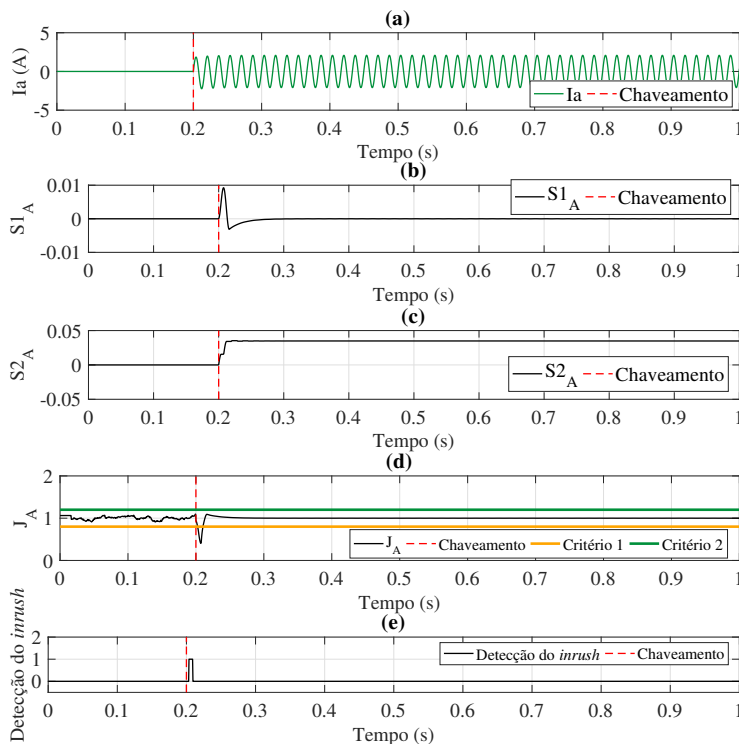 (a)
5
0
-5
Ia (A)
Ia
Chaveamento
0 0.1 0.2 0.3 0.4 0.5 0.6 0.7 0.8 0.9 1
Tempo (s)
(b)
0.01
0
-0.01
S1_A
S1_A
Chaveamento
0 0.1 0.2 0.3 0.4 0.5 0.6 0.7 0.8 0.9 1
Tempo (s)
(c)
0.05
0
-0.05
S2_A
S2_A
Chaveamento
0 0.1 0.2 0.3 0.4 0.5 0.6 0.7 0.8 0.9 1
Tempo (s)
(d)
2
1
0
J_A
J_A
Chaveamento
Critério 1
Critério 2
0 0.1 0.2 0.3 0.4 0.5 0.6 0.7 0.8 0.9 1
Tempo (s)
(e)
2
1
0
Detecção do inrush
Detecção do inrush
Chaveamento
0 0.1 0.2 0.3 0.4 0.5 0.6 0.7 0.8 0.9 1
Tempo (s)